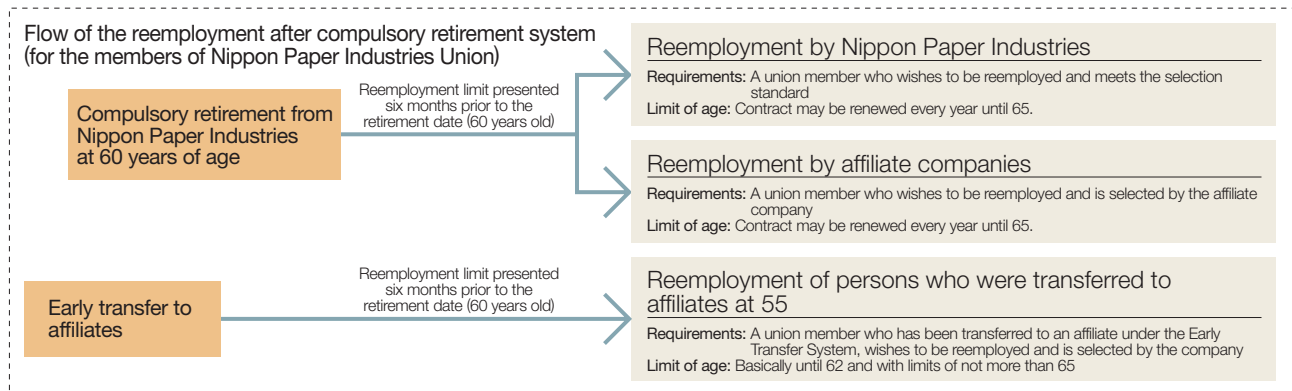 Flow of the reemployment after compulsory retirement system
(for the members of Nippon Paper Industries Union)
Compulsory retirement from
Nippon Paper Industries
at 60 years of age
Reemployment limit presented
six months prior to the
retirement date (60 years old)
Reemployment by Nippon Paper Industries
Requirements: A union member who wishes to be reemployed and meets the selection
standard
Limit of age: Contract may be renewed every year until 65.
Reemployment by affiliate companies
Requirements: A union member who wishes to be reemployed and is selected by the affiliate
company
Limit of age: Contract may be renewed every year until 65.
Early transfer to
affiliates
Reemployment limit presented
six months prior to the
retirement date (60 years old)
Reemployment of persons who were transferred to
affiliates at 55
Requirements: A union member who has been transferred to an affiliate under the Early
Transfer System, wishes to be reemployed and is selected by the company
Limit of age: Basically until 62 and with limits of not more than 65